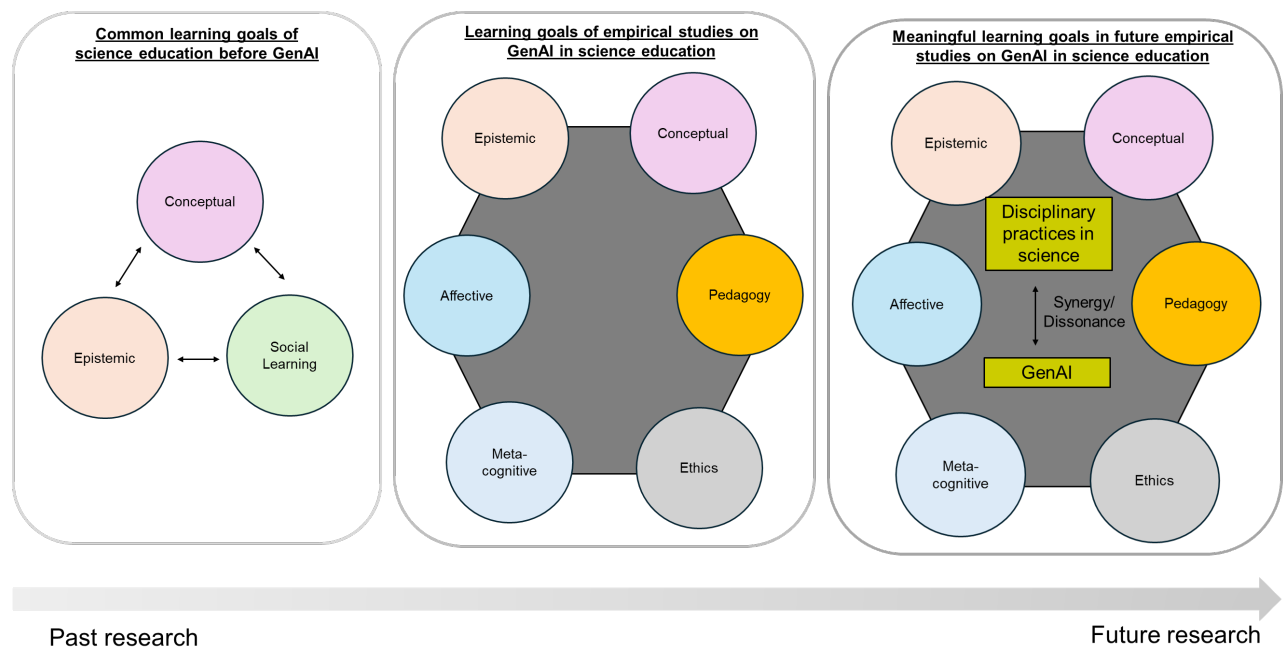 Common learning goals of
science education before GenAI
Conceptual
Epistemic
Social
Learning
Learning goals of empirical studies on
GenAI in science education
Epistemic
Conceptual
Affective
Pedagogy
Meta-
cognitive
Ethics
Meaningful learning goals in future empirical
studies on GenAI in science education
Epistemic
Conceptual
Disciplinary
practices in
science
Affective
Synergy/
Dissonance
Pedagogy
GenAI
Meta-
cognitive
Ethics
Past research
Future research